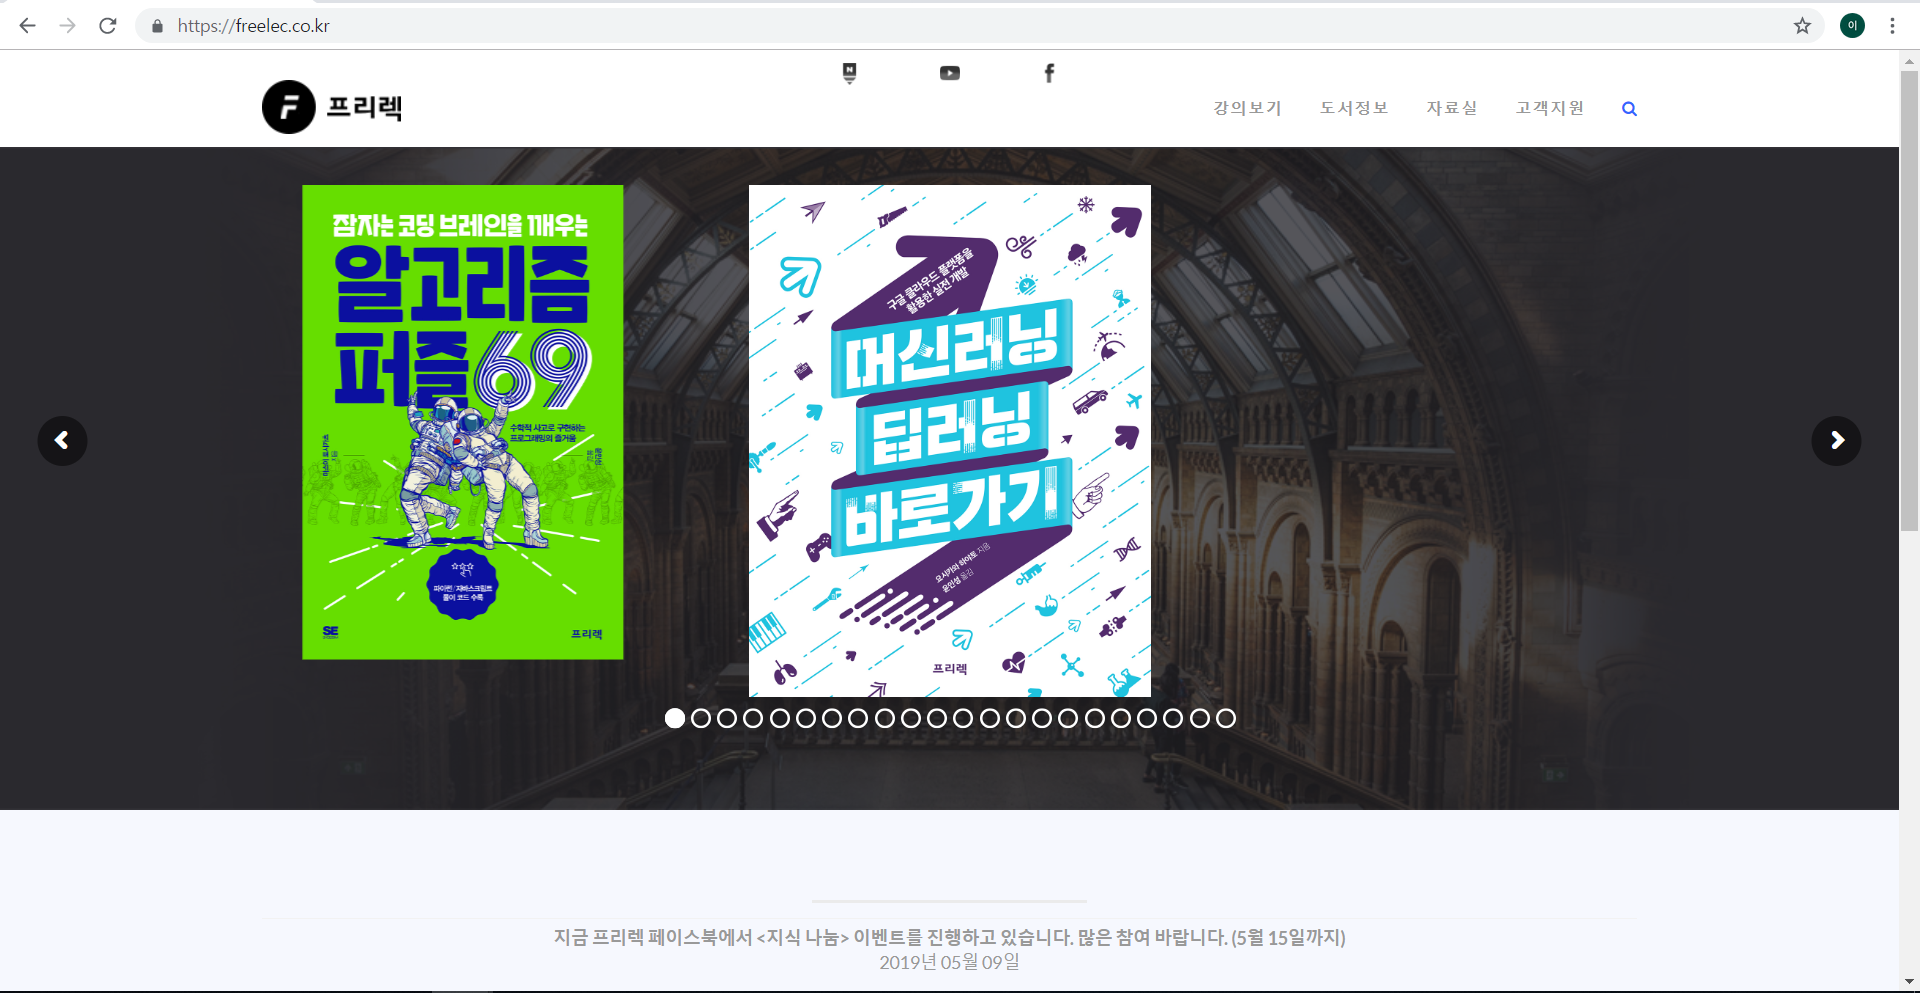 https://freelec.co.kr
이
F 프리렉
강의보기 도서정보 자료실 고객지원
잠자는 코딩 브레인을 깨우는
알고리즘
퍼즐 69
수학적 사고로 구현하는
프로그래밍의 즐거움
파이썬/자바스크립트
풀이 코드 수록
SE
프리렉
구글 클라우드 플랫폼을
활용한 실전 개발
머신러닝
딥러닝
바로가기
요시카와 하야토 지음
윤인성 옮김
프리렉
지금 프리렉 페이스북에서 <지식 나눔> 이벤트를 진행하고 있습니다. 많은 참여 바랍니다. (5월 15일까지)
2019년 05월 09일